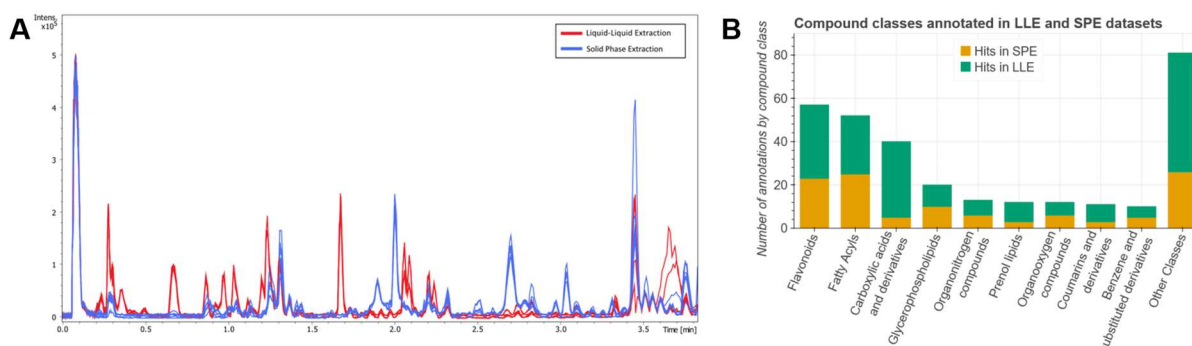 A
Intens.
x10⁵
5
4
3
2
1
0
0.0
0.5
1.0
1.5
2.0
2.5
3.0
3.5
Time [min]
Liquid-Liquid Extraction
Solid Phase Extraction
B
Compound classes annotated in LLE and SPE datasets
Number of annotations by compound class
80
60
40
20
0
Hits in SPE
Hits in LLE
Flavonoids
Fatty Acyls
Carboxylic acids
and derivatives
Glycerophospholipids
Organonitrogen
compounds
Prenol lipids
Organooxygen
compounds
Coumarins and
derivatives
Benzene and
ubstituted derivatives
Other Classes